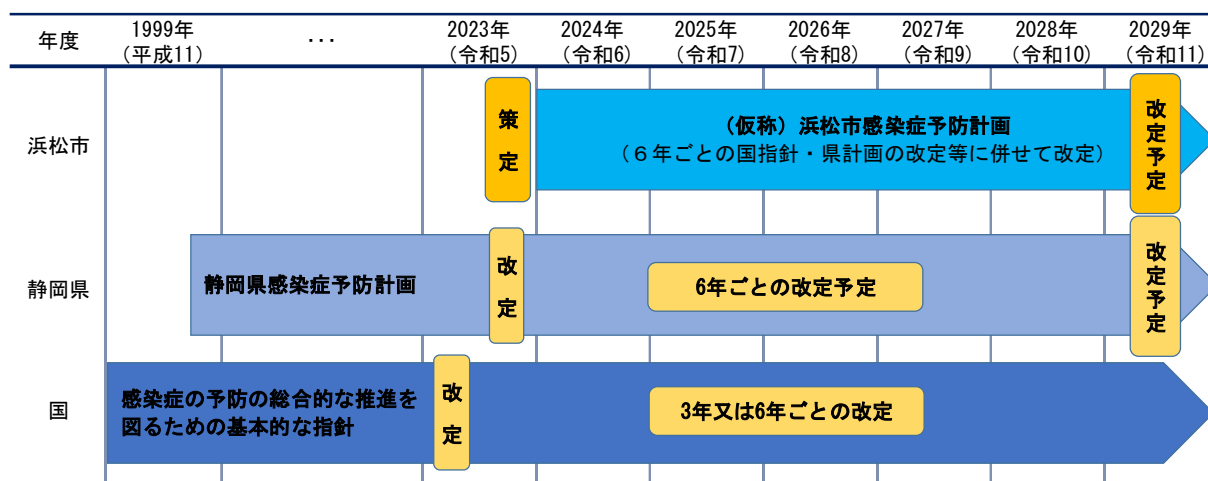 年度
1999年
(平成11)
...
2023年
(令和5)
2024年
(令和6)
2025年
(令和7)
2026年
(令和8)
2027年
(令和9)
2028年
(令和10)
2029年
(令和11)
浜松市
策定
(仮称)浜松市感染症予防計画
(6年ごとの国指針・県計画の改定等に併せて改定)
改定予定
静岡県
静岡県感染症予防計画
改定
6年ごとの改定予定
改定予定
国
感染症の予防の総合的な推進を
図るための基本的な指針
改定
3年又は6年ごとの改定